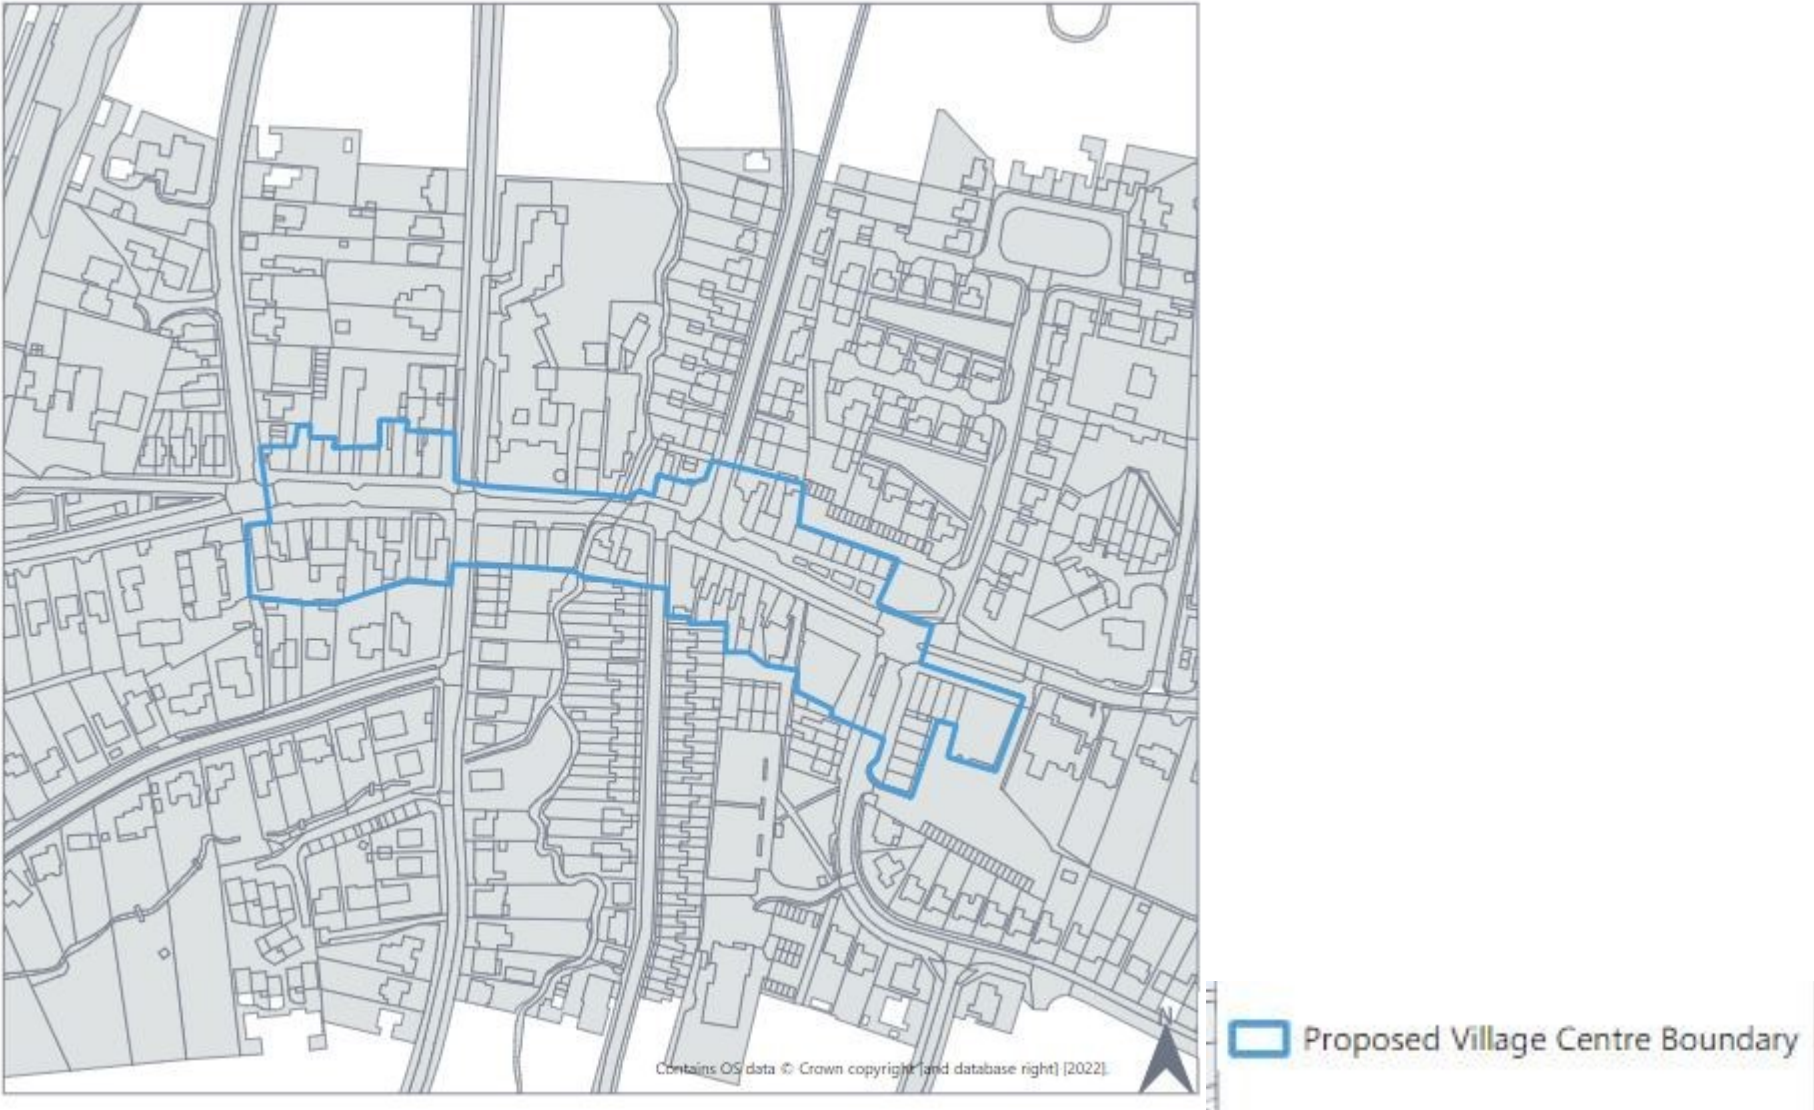 N
Contains OS data © Crown copyright [and database right] [2022].
Proposed Village Centre Boundary